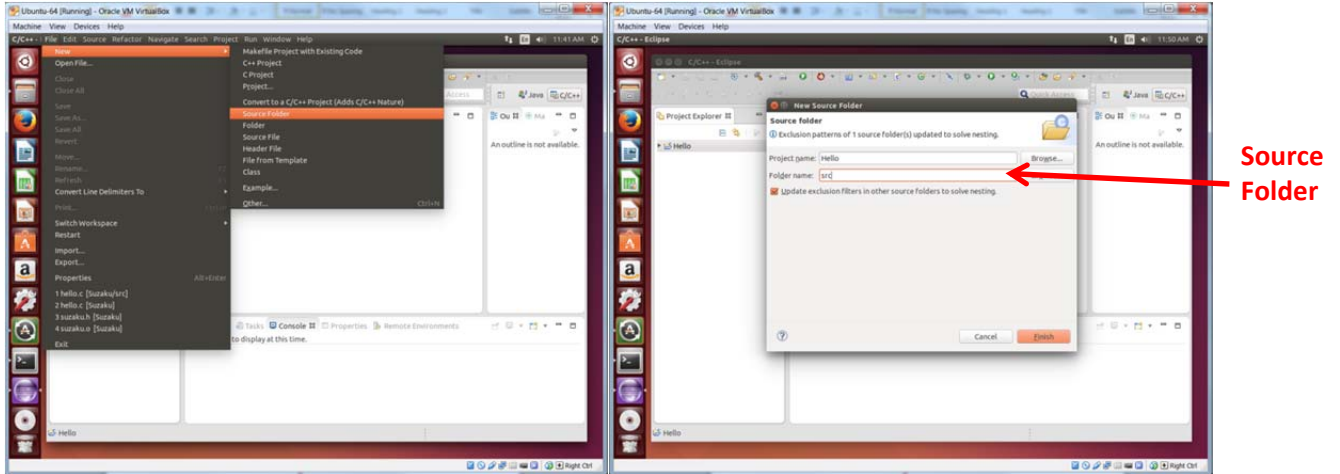 Ubuntu-64 [Running] - Oracle VM VirtualBox
Machine View Devices Help
File Edit Source Refactor Navigate Search Project Run Window Help
11:41 AM
New
Open File...
Close
Close All
Save
Save As...
Save All
Revert
Move...
Rename...
Refresh
Convert Line Delimiters To
Print...
Switch Workspace
Restart
Import...
Export...
Properties Alt+Enter
1 hello.c [Suzaku/src]
2 hello.c [Suzaku]
3 suzaku.h [Suzaku]
4 suzaku.o [Suzaku]
Exit
Makefile Project with Existing Code
C++ Project
C Project
Project...
Convert to a C/C++ Project (Adds C/C++ Nature)
Source Folder
Folder
Source File
Header File
File from Template
Class
Example...
Other... Ctrl+N
Access Java C/C++
Ou Ma
An outline is not available.
Tasks Console Properties Remote Environments
to display at this time.
Hello
Right Ctrl
Ubuntu-64 [Running] - Oracle VM VirtualBox
Machine View Devices Help
C/C++ - Eclipse
11:50 AM
C/C++ - Eclipse
Quick Access Java C/C++
Project Explorer
Hello
Ou Ma
An outline is not available.
New Source Folder
Source folder
Exclusion patterns of 1 source folder(s) updated to solve nesting.
Project name: Hello Browse...
Folder name: src
Update exclusion filters in other source folders to solve nesting.
Cancel Finish
Hello
Right Ctrl
Source
Folder